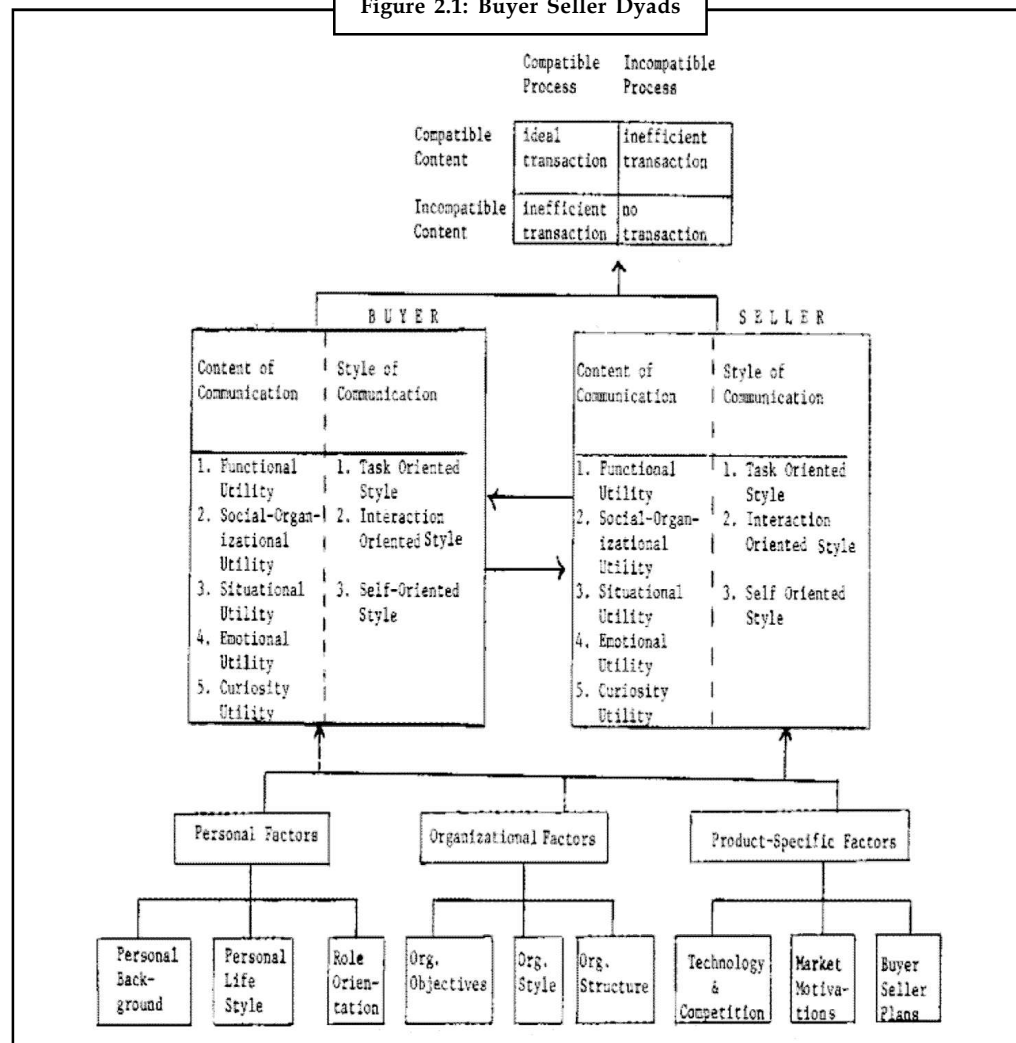 Figure 2.1: Buyer Seller Dyads
Compatible Process
Incompatible Process
Compatible Content
ideal transaction
inefficient transaction
Incompatible Content
inefficient transaction
no transaction
BUYER
Content of Communication
Style of Communication
1. Functional Utility
2. Social-Organ-
izational Utility
3. Situational Utility
4. Emotional Utility
5. Curiosity Utility
1. Task Oriented Style
2. Interaction Oriented Style
3. Self-Oriented Style
SELLER
Content of Communication
Style of Communication
1. Functional Utility
2. Social-Organ-
izational Utility
3. Situational Utility
4. Emotional Utility
5. Curiosity Utility
1. Task Oriented Style
2. Interaction Oriented Style
3. Self Oriented Style
Personal Factors
Organizational Factors
Product-Specific Factors
Personal
Back-
ground
Personal
Life
Style
Role
Orien-
tation
Org.
Objectives
Org.
Style
Org.
Structure
Technology
&
Competition
Market
Motiva-
tions
Buyer
Seller
Plans